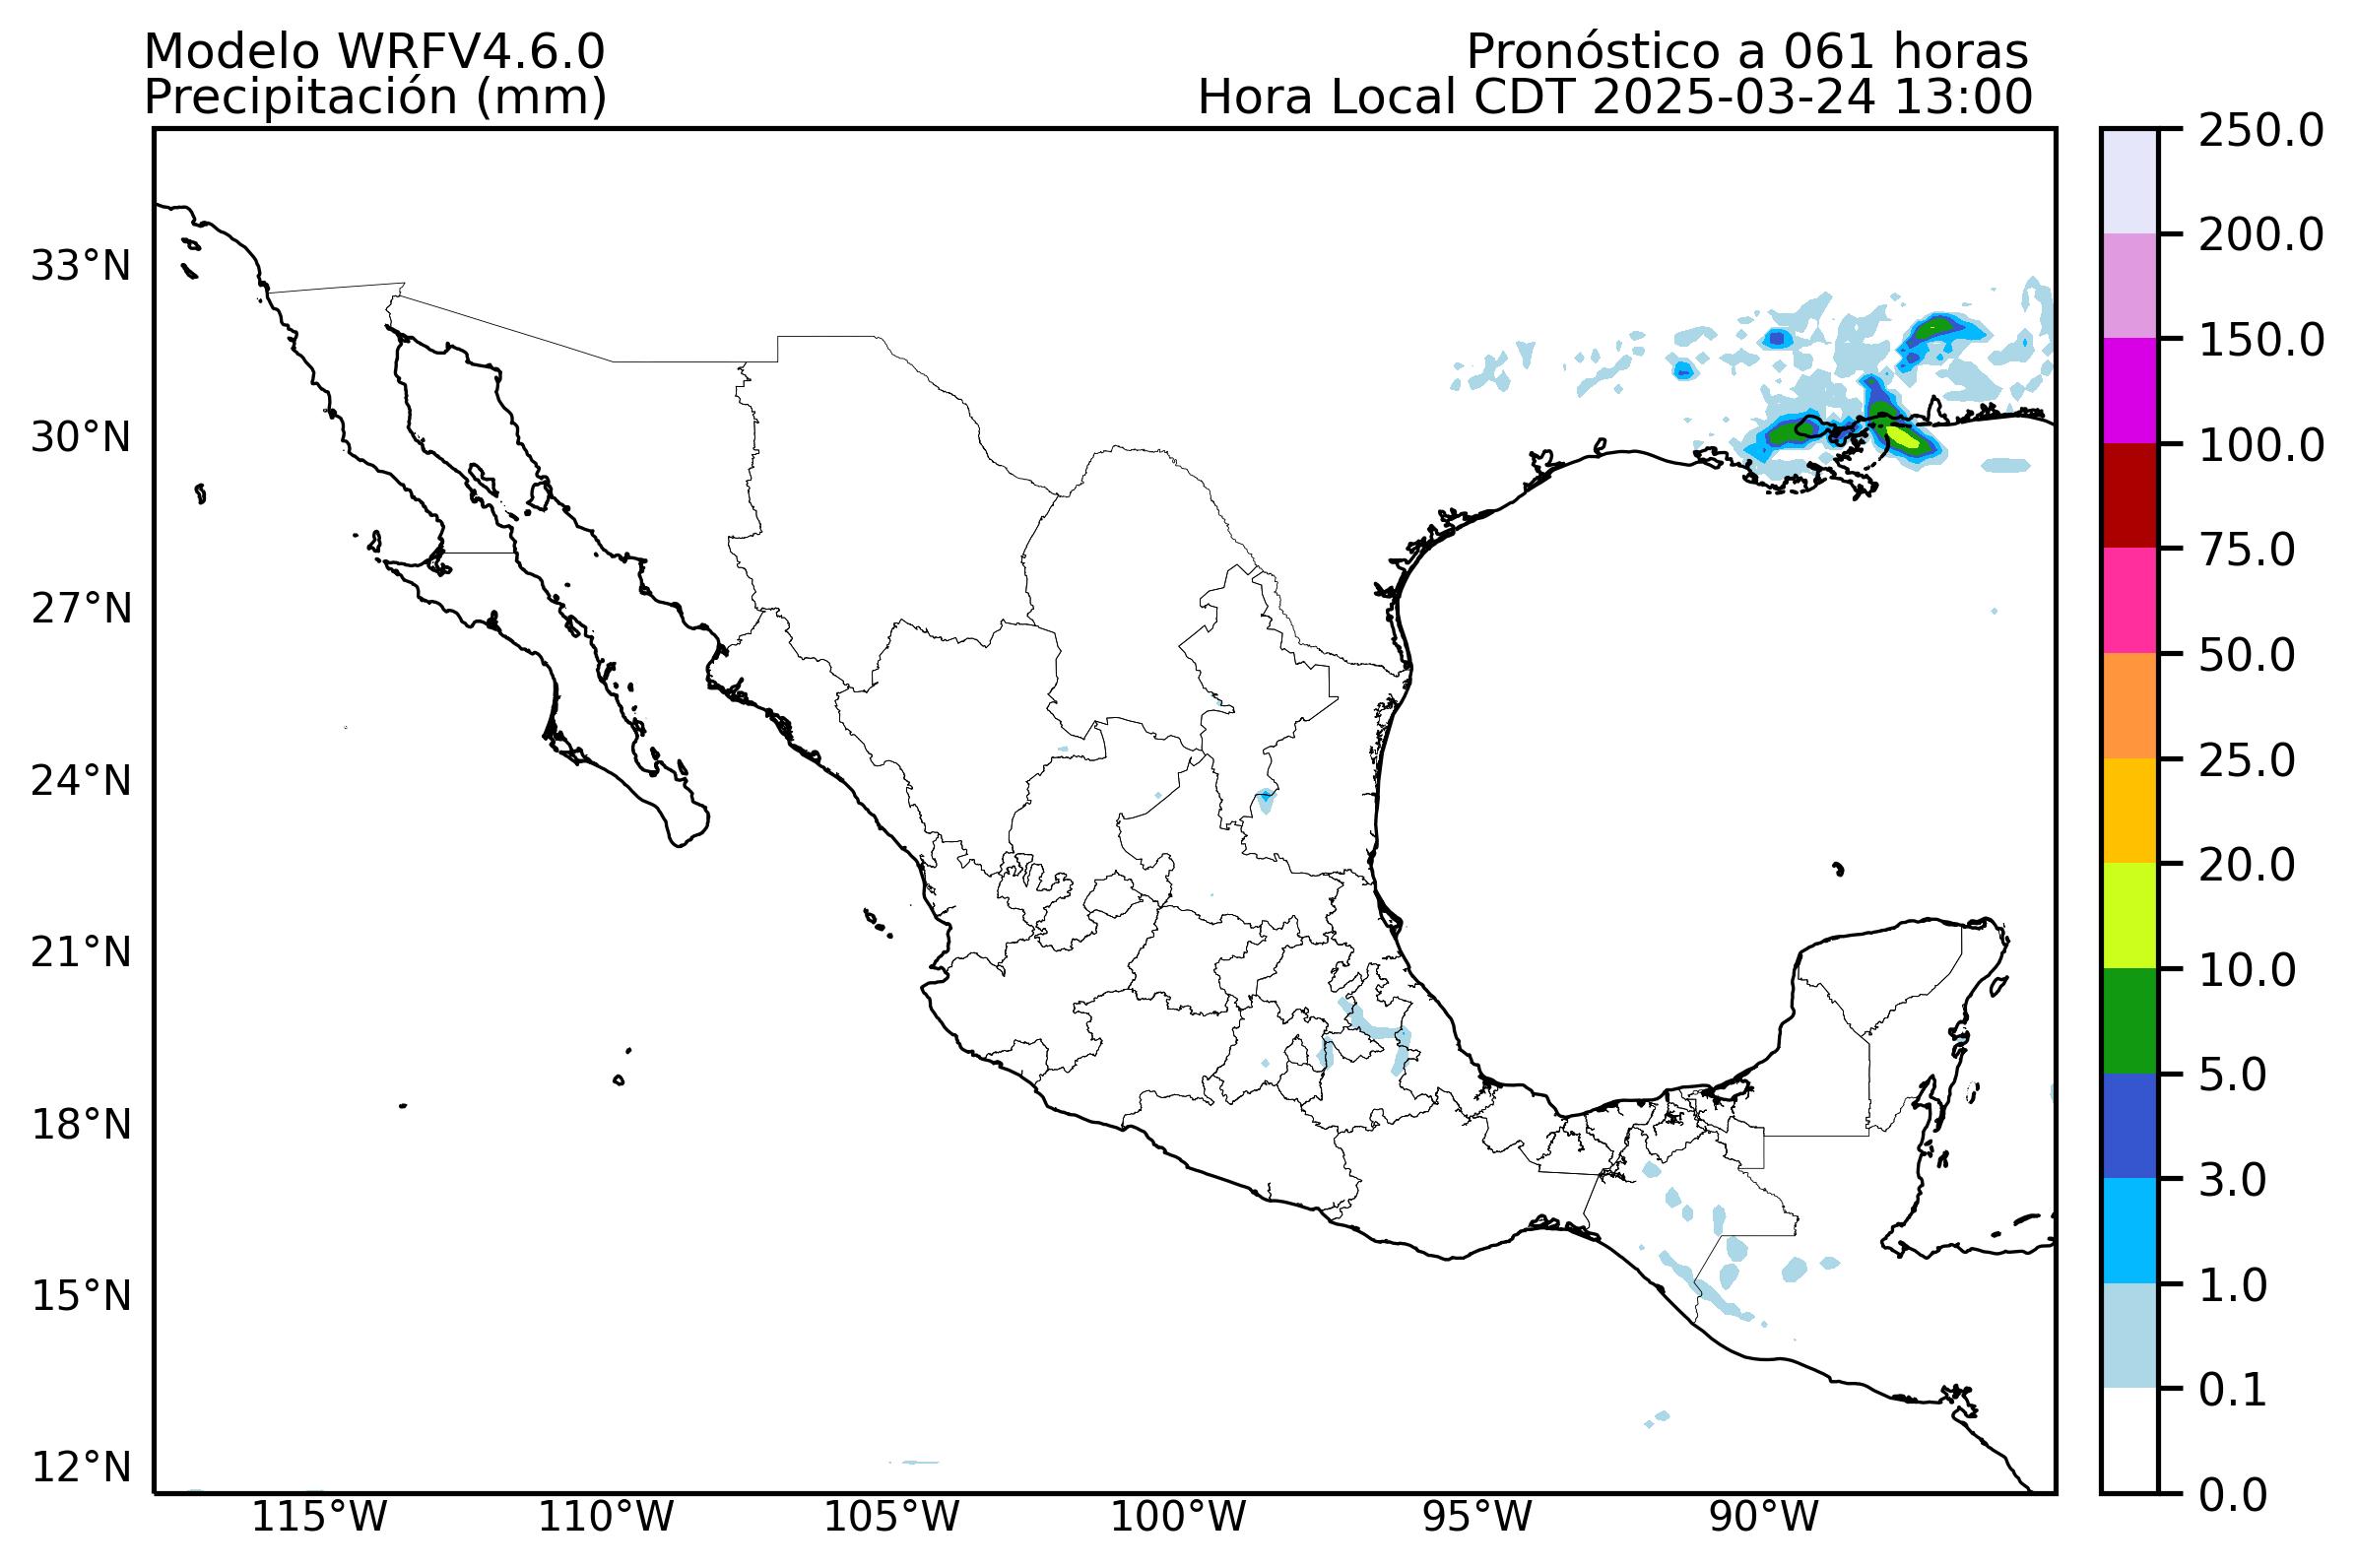 Modelo WRFV4.6.0
Pronóstico a 061 horas
Precipitación (mm)
Hora Local CDT 2025-03-24 13:00
33°N
30°N
27°N
24°N
21°N
18°N
15°N
12°N
115°W
110°W
105°W
100°W
95°W
90°W
250.0
200.0
150.0
100.0
75.0
50.0
25.0
20.0
10.0
5.0
3.0
1.0
0.1
0.0